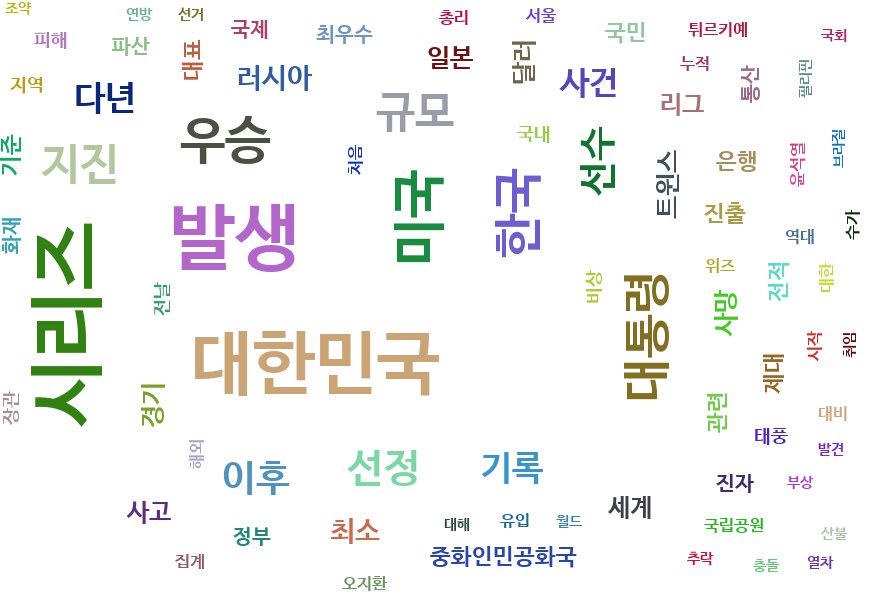 조약
연방
선거
국제
총리
서울
국민
튀르키예
국회
피해
파산
대표
최우수
일본
달러
누적
통산
필리핀
지역
다년
러시아
사건
리그
규모
기준
지진
우승
처음
국내
선수
트윈스
은행
윤석열
브라질
발생
미국
한국
진출
화재
시리즈
역대
수가
전날
비상
대통령
위즈
전적
대한
사망
대한민국
시작
취임
제대
장관
경기
관련
대비
태풍
발견
해외
이후
선정
기록
진자
부상
사고
정부
최소
대해
유입
월드
세계
국립공원
산불
집계
중화인민공화국
추락
충돌
열차
오지환